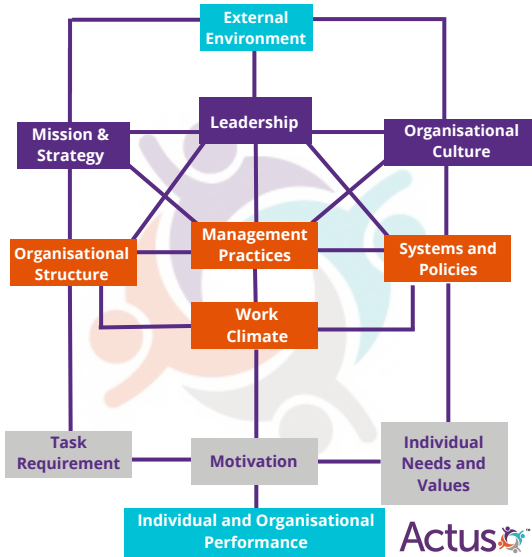 External
Environment
Leadership
Mission &
Strategy
Organisational
Culture
Management
Practices
Organisational
Structure
Systems and
Policies
Work
Climate
Task
Requirement
Motivation
Individual
Needs and
Values
Individual and Organisational
Performance
Actus™